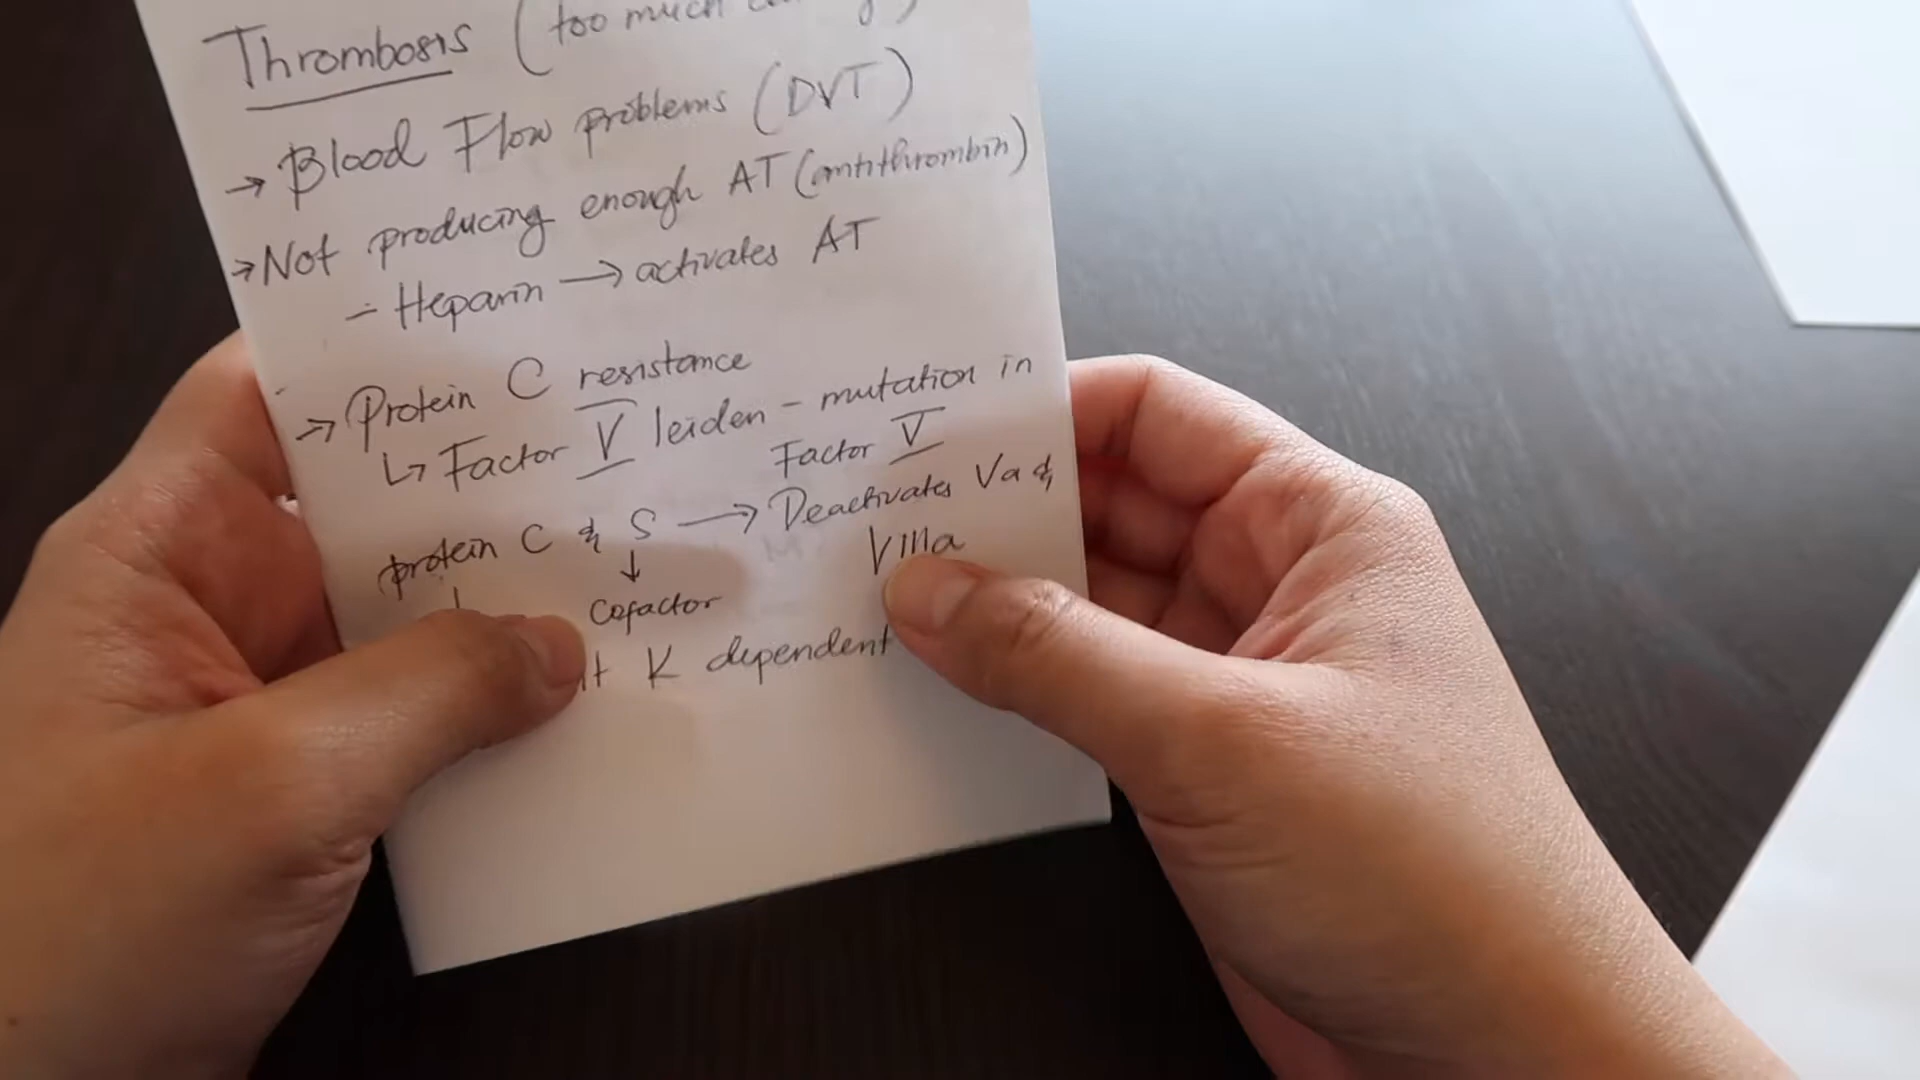 Thrombosis (too much
→ Blood Flow problems (DVT)
→ Not producing enough AT (antithrombin)
- Heparin → activates AT
→ Protein C resistance
↳ Factor V leiden - mutation in
Factor V
protein C & S → Deactivates Va &
VIIIa
↓ ↓
Cofactor
K dependent